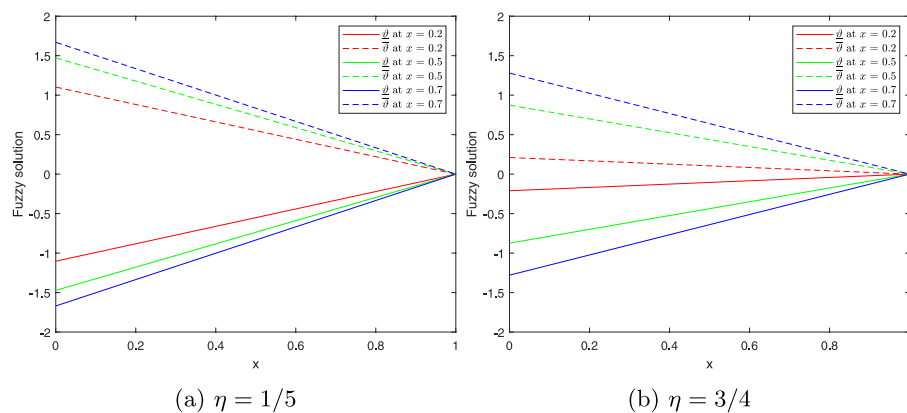 2
1.5
1
0.5
0
-0.5
-1
-1.5
-2
Fuzzy solution
0
0.2
0.4
0.6
0.8
1
x
ϑ at x = 0.2
ϑ at x = 0.2
ϑ at x = 0.5
ϑ at x = 0.5
ϑ at x = 0.7
ϑ at x = 0.7
(a) η = 1/5
2
1.5
1
0.5
0
-0.5
-1
-1.5
-2
Fuzzy solution
0
0.2
0.4
0.6
0.8
x
ϑ at x = 0.2
ϑ at x = 0.2
ϑ at x = 0.5
ϑ at x = 0.5
ϑ at x = 0.7
ϑ at x = 0.7
(b) η = 3/4